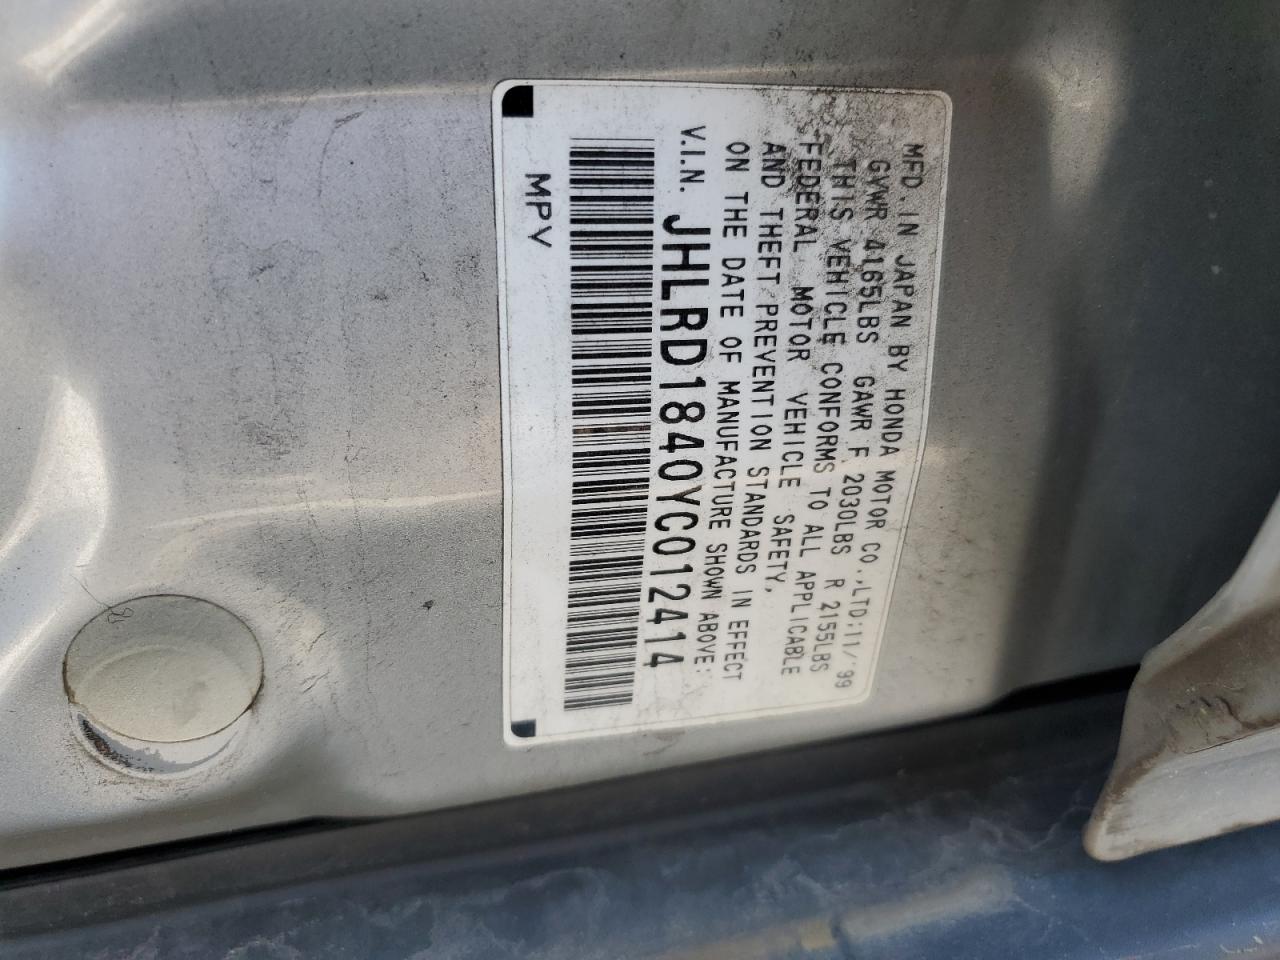 MFD.IN JAPAN BY HONDA MOTOR CO.,LTD;11/'99
GVWR 4165LBS GAWR F 2030LBS R 2155LBS
THIS VEHICLE CONFORMS TO ALL APPLICABLE
FEDERAL MOTOR VEHICLE SAFETY,
AND THEFT PREVENTION STANDARDS IN EFFECT
ON THE DATE OF MANUFACTURE SHOWN ABOVE:
V.I.N. JHLRD1840YC012414
MPV